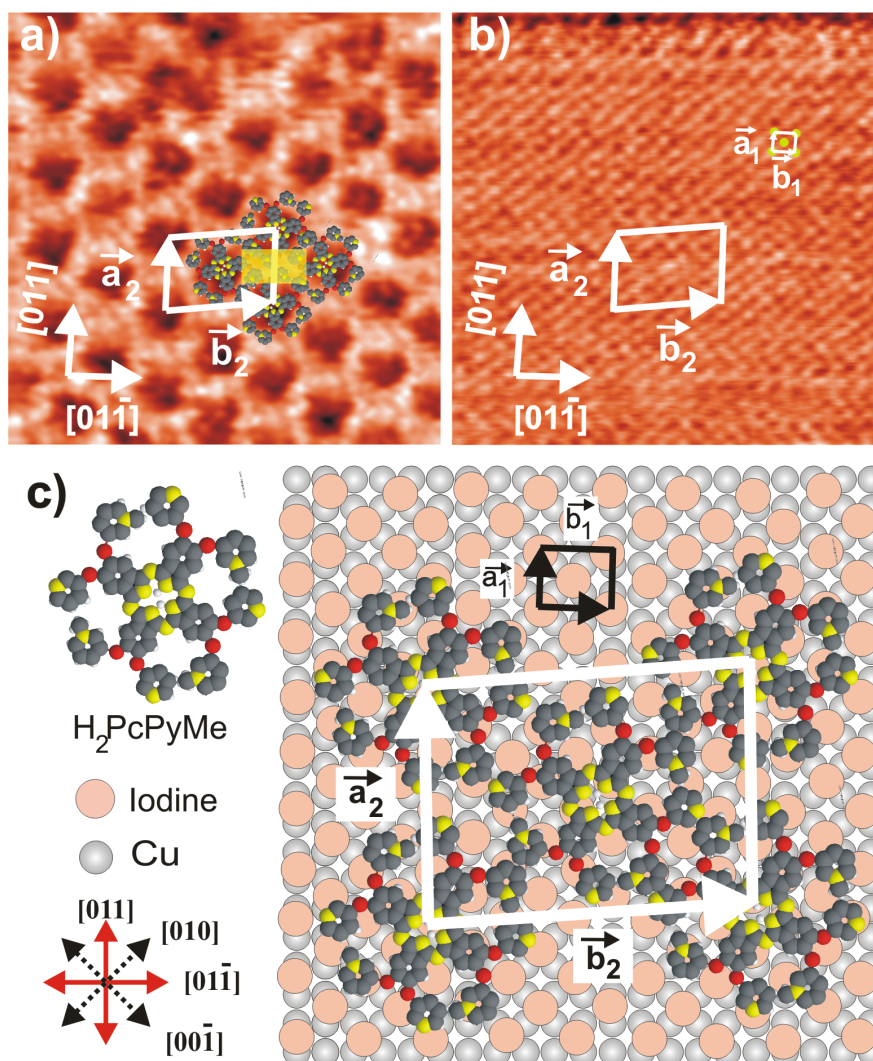 a)
a₂
b₂
[011]
[011̄]
b)
a₁
b₁
a₂
b₂
[011]
[011̄]
c)
b₁
a₁
H₂PcPyMe
a₂
Iodine
Cu
b₂
[011]
[010]
[011̄]
[001̄]